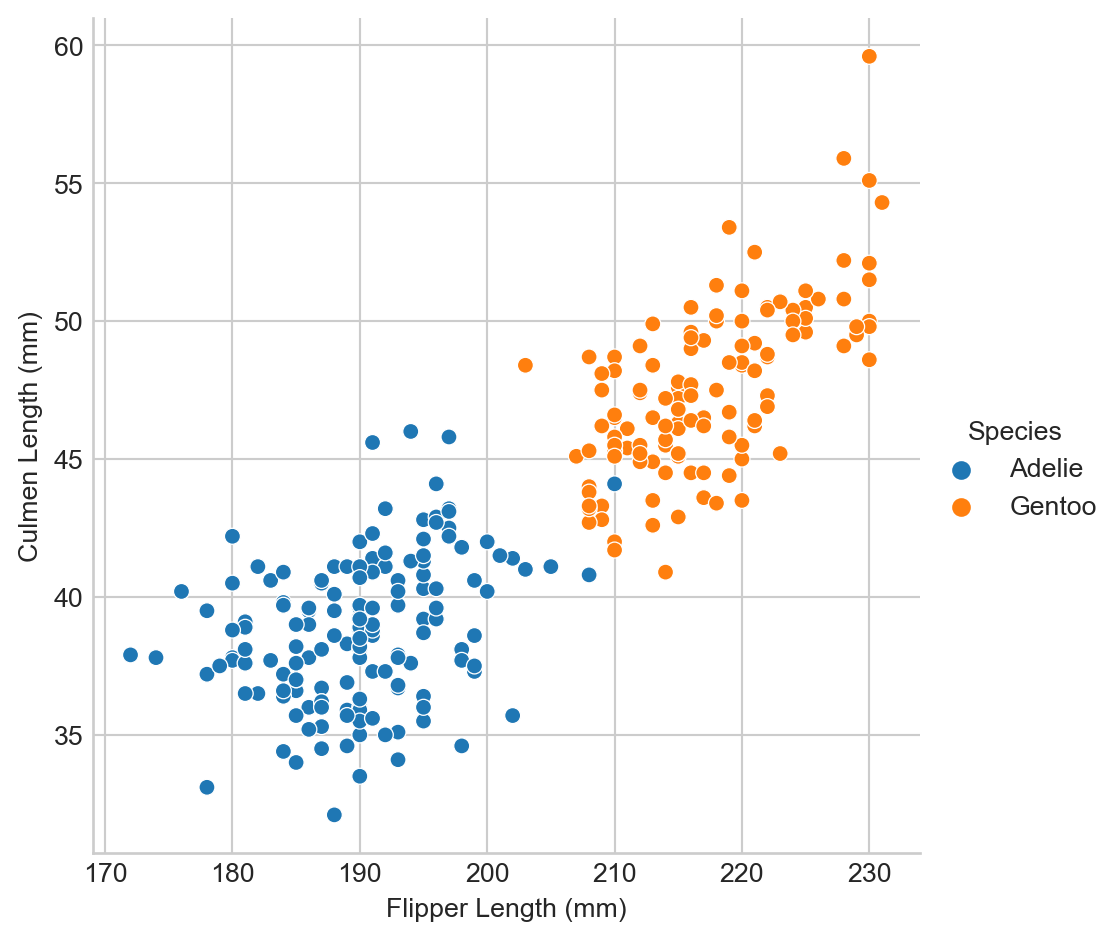 60
55
50
45
40
35
Culmen Length (mm)
170 180 190 200 210 220 230
Flipper Length (mm)
Species
Adelie
Gentoo